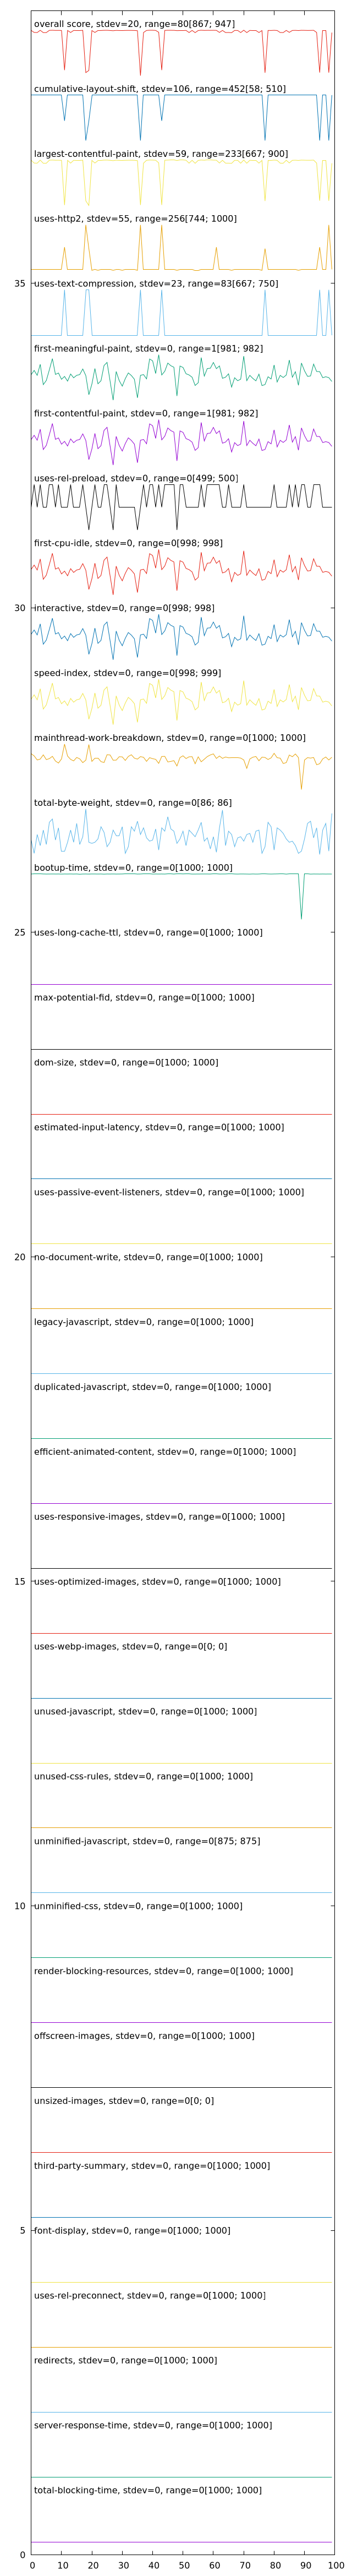 overall score, stdev=20, range=80[867; 947]
cumulative-layout-shift, stdev=106, range=452[58; 510]
largest-contentful-paint, stdev=59, range=233[667; 900]
uses-http2, stdev=55, range=256[744; 1000]
35
uses-text-compression, stdev=23, range=83[667; 750]
first-meaningful-paint, stdev=0, range=1[981; 982]
first-contentful-paint, stdev=0, range=1[981; 982]
uses-rel-preload, stdev=0, range=0[499; 500]
first-cpu-idle, stdev=0, range=0[998; 998]
30
interactive, stdev=0, range=0[998; 998]
speed-index, stdev=0, range=0[998; 999]
mainthread-work-breakdown, stdev=0, range=0[1000; 1000]
total-byte-weight, stdev=0, range=0[86; 86]
bootup-time, stdev=0, range=0[1000; 1000]
25
uses-long-cache-ttl, stdev=0, range=0[1000; 1000]
max-potential-fid, stdev=0, range=0[1000; 1000]
dom-size, stdev=0, range=0[1000; 1000]
estimated-input-latency, stdev=0, range=0[1000; 1000]
uses-passive-event-listeners, stdev=0, range=0[1000; 1000]
20
no-document-write, stdev=0, range=0[1000; 1000]
legacy-javascript, stdev=0, range=0[1000; 1000]
duplicated-javascript, stdev=0, range=0[1000; 1000]
efficient-animated-content, stdev=0, range=0[1000; 1000]
uses-responsive-images, stdev=0, range=0[1000; 1000]
15
uses-optimized-images, stdev=0, range=0[1000; 1000]
uses-webp-images, stdev=0, range=0[0; 0]
unused-javascript, stdev=0, range=0[1000; 1000]
unused-css-rules, stdev=0, range=0[1000; 1000]
unminified-javascript, stdev=0, range=0[875; 875]
10
unminified-css, stdev=0, range=0[1000; 1000]
render-blocking-resources, stdev=0, range=0[1000; 1000]
offscreen-images, stdev=0, range=0[1000; 1000]
unsized-images, stdev=0, range=0[0; 0]
third-party-summary, stdev=0, range=0[1000; 1000]
5
font-display, stdev=0, range=0[1000; 1000]
uses-rel-preconnect, stdev=0, range=0[1000; 1000]
redirects, stdev=0, range=0[1000; 1000]
server-response-time, stdev=0, range=0[1000; 1000]
total-blocking-time, stdev=0, range=0[1000; 1000]
0
0 10 20 30 40 50 60 70 80 90 100